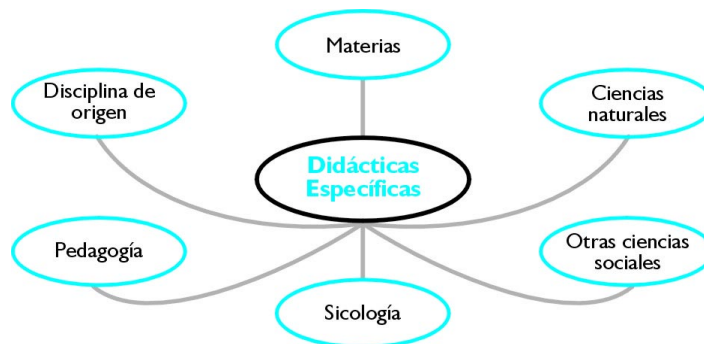 Materias
Disciplina de
origen
Ciencias
naturales
Didácticas
Específicas
Pedagogía
Otras ciencias
sociales
Sicología